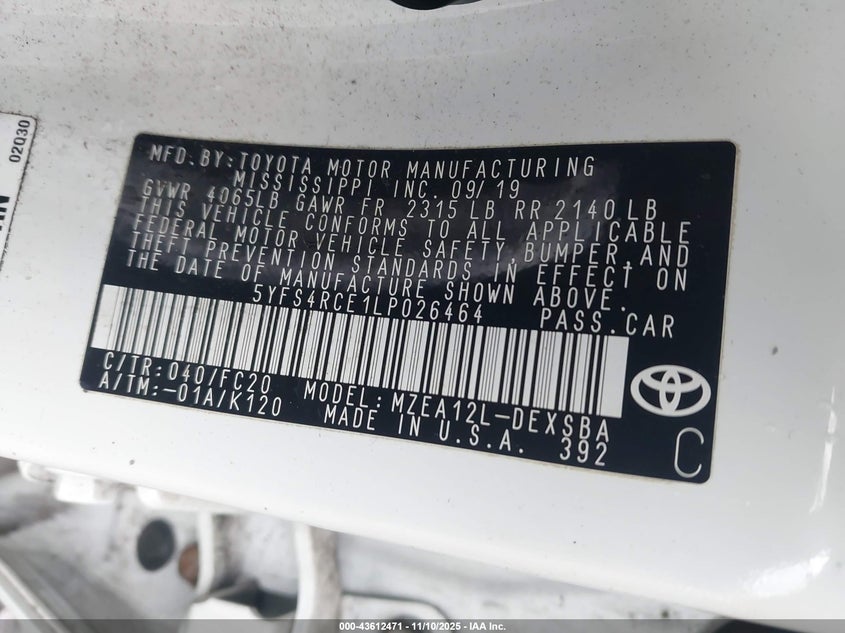 02Q30
MFD. BY: TOYOTA MOTOR MANUFACTURING
MISSISSIPPI INC. 09/19
GVWR 4065LB GAWR FR 2315 LB RR 2140 LB
THIS VEHICLE CONFORMS TO ALL APPLICABLE
FEDERAL MOTOR VEHICLE SAFETY, BUMPER, AND
THEFT PREVENTION STANDARDS IN EFFECT ON
THE DATE OF MANUFACTURE SHOWN ABOVE.
5YFS4RCE1LP026464 PASS. CAR
C/TR: 040/FC20 MODEL: MZEA12L-DEXSBA
A/TM: -01A/K120 MADE IN U.S.A. 392
C
000-43612471 - 11/10/2025 - IAA Inc.